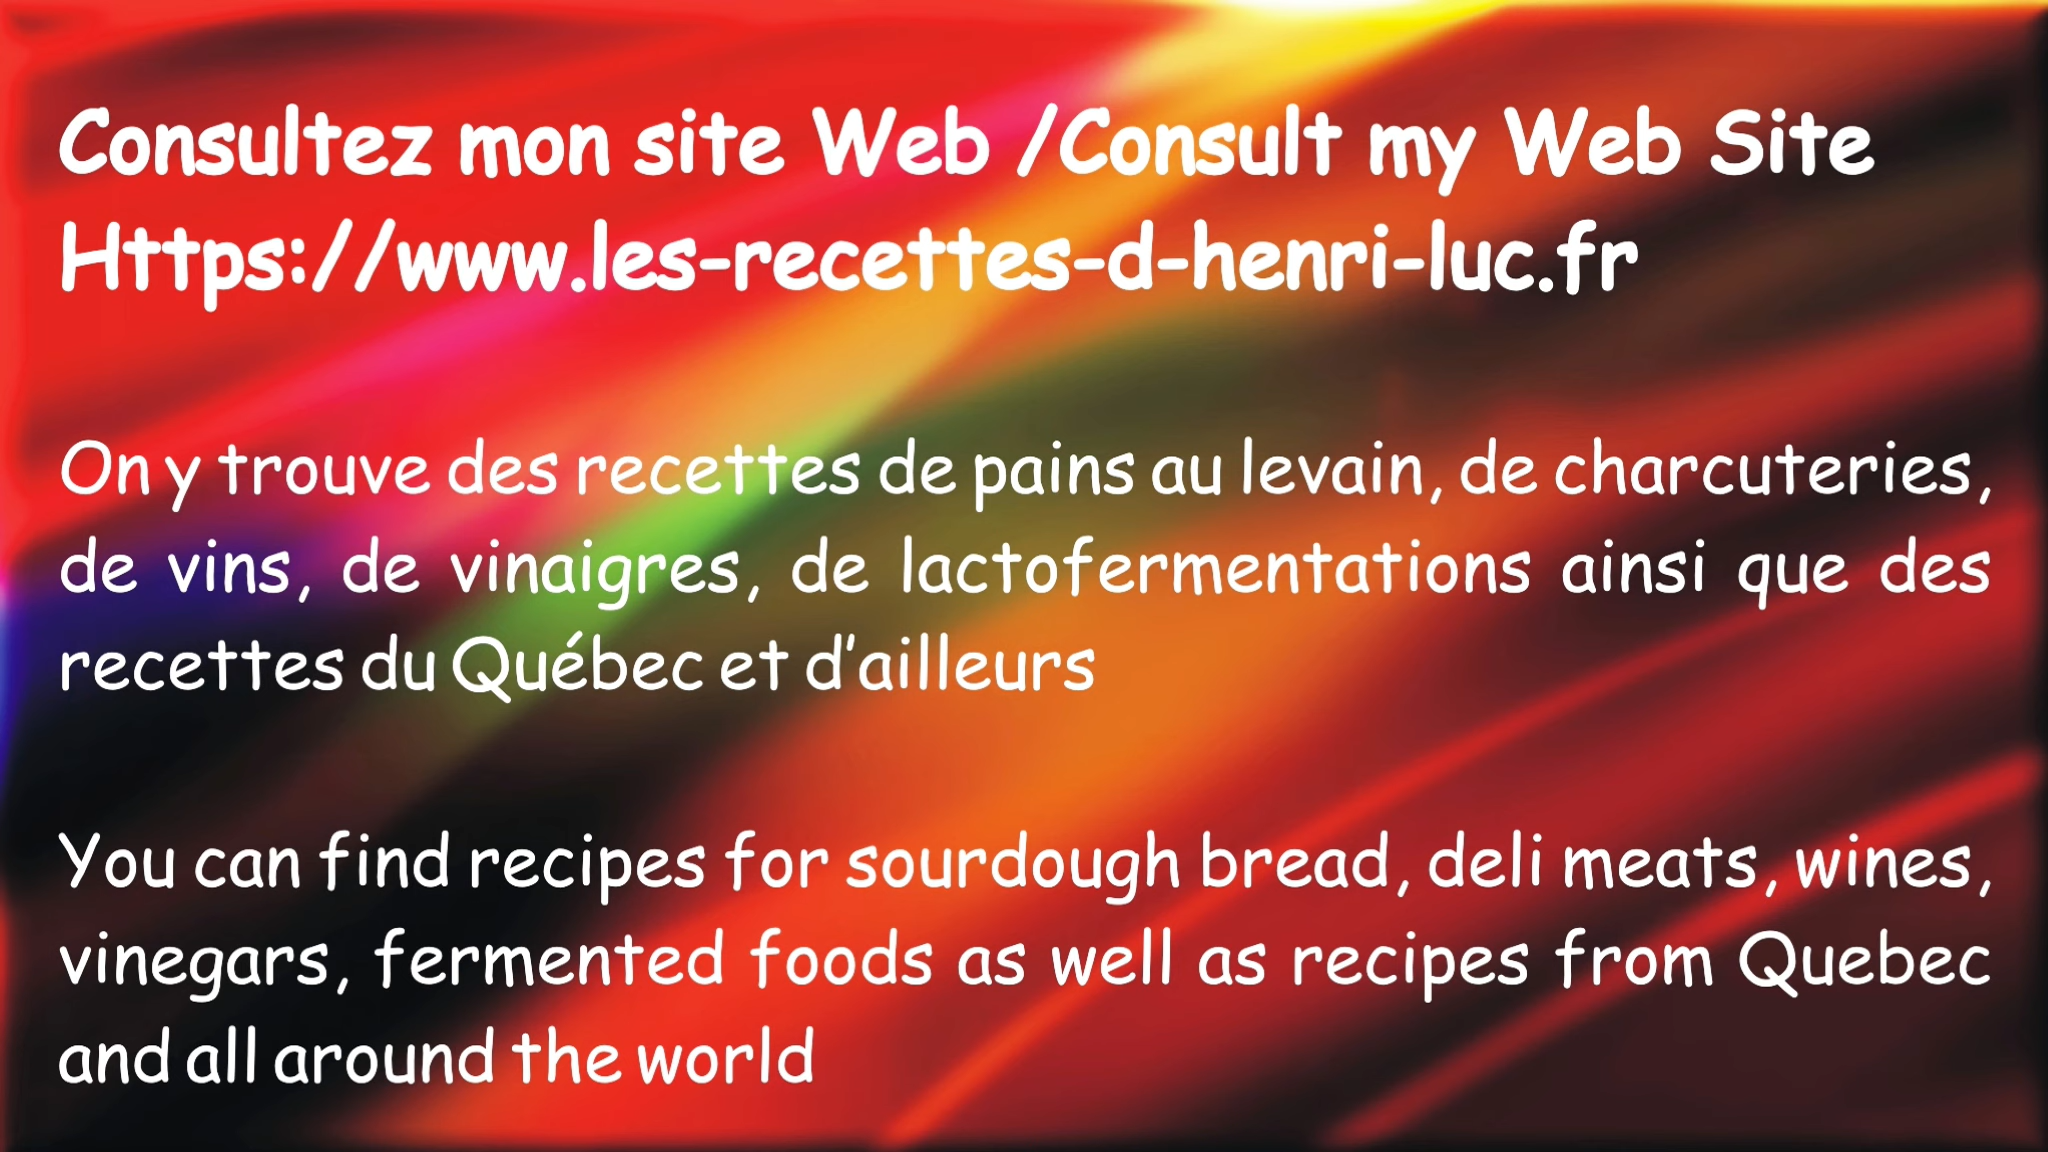 Consultez mon site Web /Consult my Web Site
Https://www.les-recettes-d-henri-luc.fr
On y trouve des recettes de pains au levain, de charcuteries,
de vins, de vinaigres, de lactofermentations ainsi que des
recettes du Québec et d’ailleurs
You can find recipes for sourdough bread, deli meats, wines,
vinegars, fermented foods as well as recipes from Quebec
and all around the world